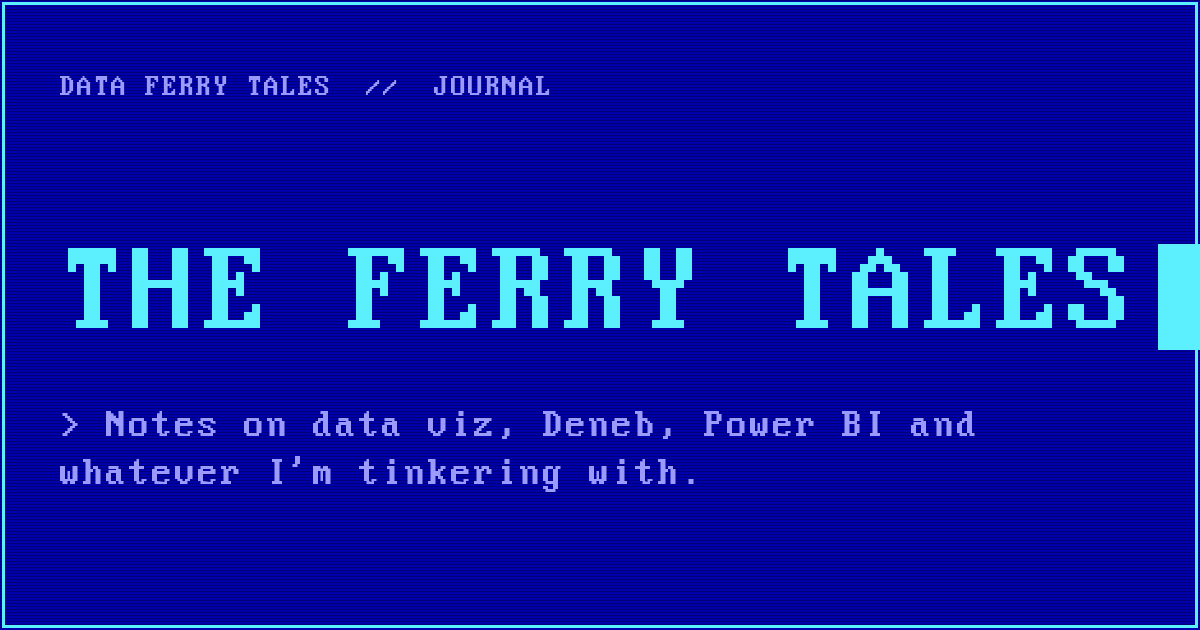 DATA FERRY TALES // JOURNAL
THE FERRY TALES
> Notes on data viz, Deneb, Power BI and
whatever I'm tinkering with.